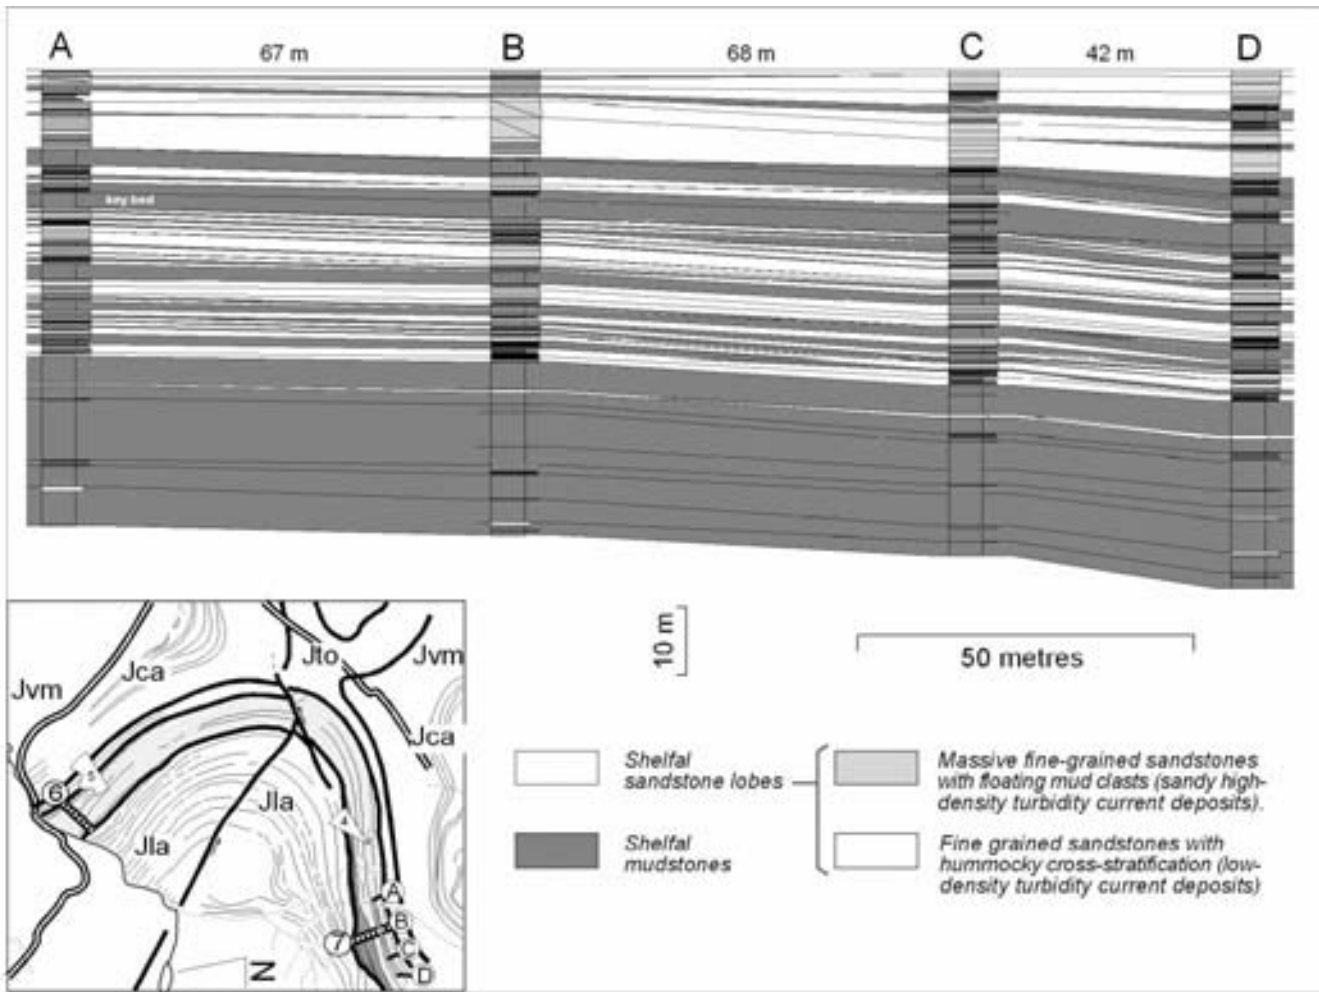 A
67 m
B
68 m
C
42 m
D
key bed
10 m
50 metres
Shelfal
sandstone lobes
Shelfal
mudstones
Massive fine-grained sandstones
with floating mud clasts (sandy high-
density turbidity current deposits).
Fine grained sandstones with
hummocky cross-stratification (low-
density turbidity current deposits)
Jvm
Jca
Jto
Jvm
Jca
6
Jla
Jla
A
B
7
C
D
N